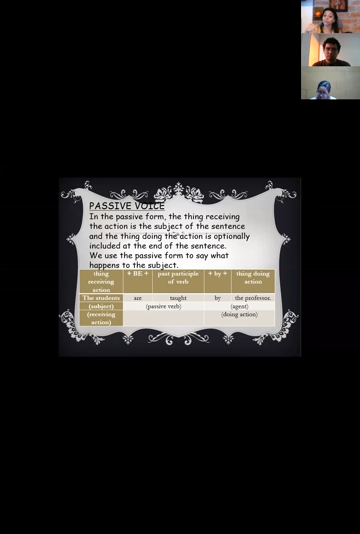 PASSIVE VOICE
In the passive form, the thing receiving
the action is the subject of the sentence
and the thing doing the action is optionally
included at the end of the sentence.
We use the passive form to say what
happens to the subject.
thing receiving action + BE + past participle of verb + by + thing doing action
The students are taught by the professor.
(subject) (passive verb) (agent)
(receiving action) (doing action)